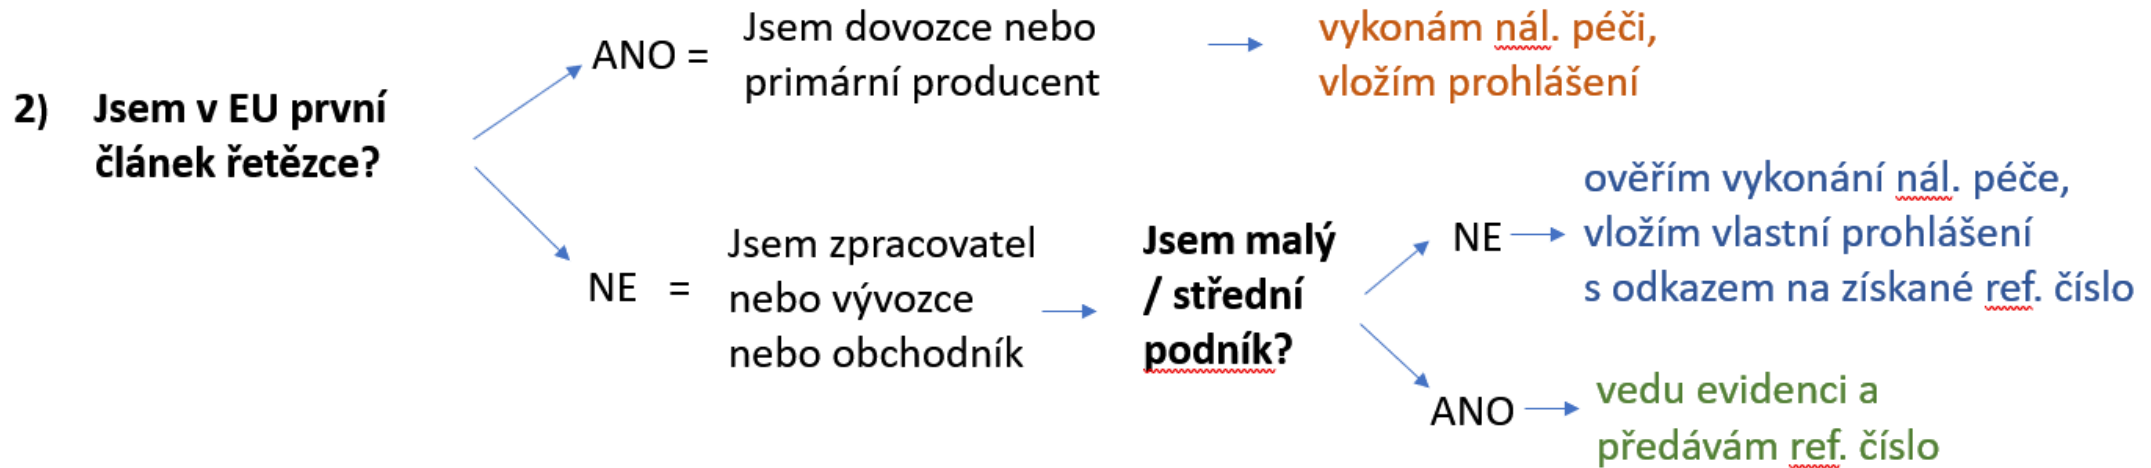 2) Jsem v EU první
článek řetězce?
ANO =
Jsem dovozce nebo
primární producent
vykonám nál. péči,
vložím prohlášení
NE =
Jsem zpracovatel
nebo vývozce
nebo obchodník
Jsem malý
/ střední
podník?
NE
ověřím vykonání nál. péče,
vložím vlastní prohlášení
s odkazem na získané ref. číslo
ANO
vedu evidenci a
předávám ref. číslo